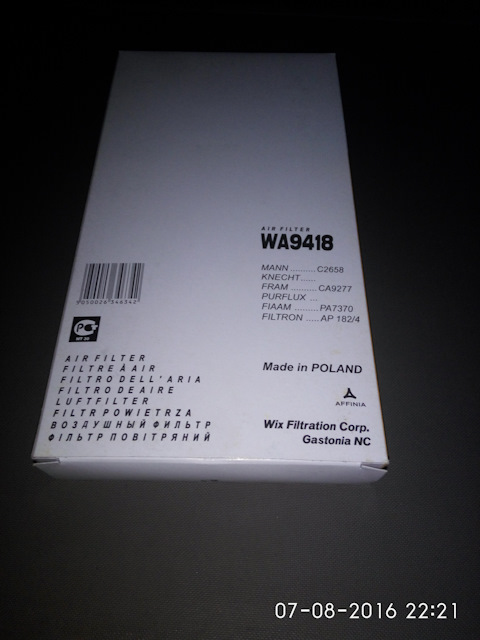 AIR FILTER
WA9418
MANN ..........C2658
KNECHT......
FRAM ..........CA9277
PURFLUX ...
FIAAM ..........PA7370
FILTRON .....AP 182/4
5050026 346342
AIR FILTER
FILTRE À AIR
FILTRO DELL'ARIA
FILTRO DE AIRE
LUFTFILTER
FILTR POWIETRZA
ВОЗДУШНЫЙ ФИЛЬТР
ФІЛЬТР ПОВІТРЯНИЙ
Made in POLAND
AFFINIA
Wix Filtration Corp.
Gastonia NC
07-08-2016 22:21